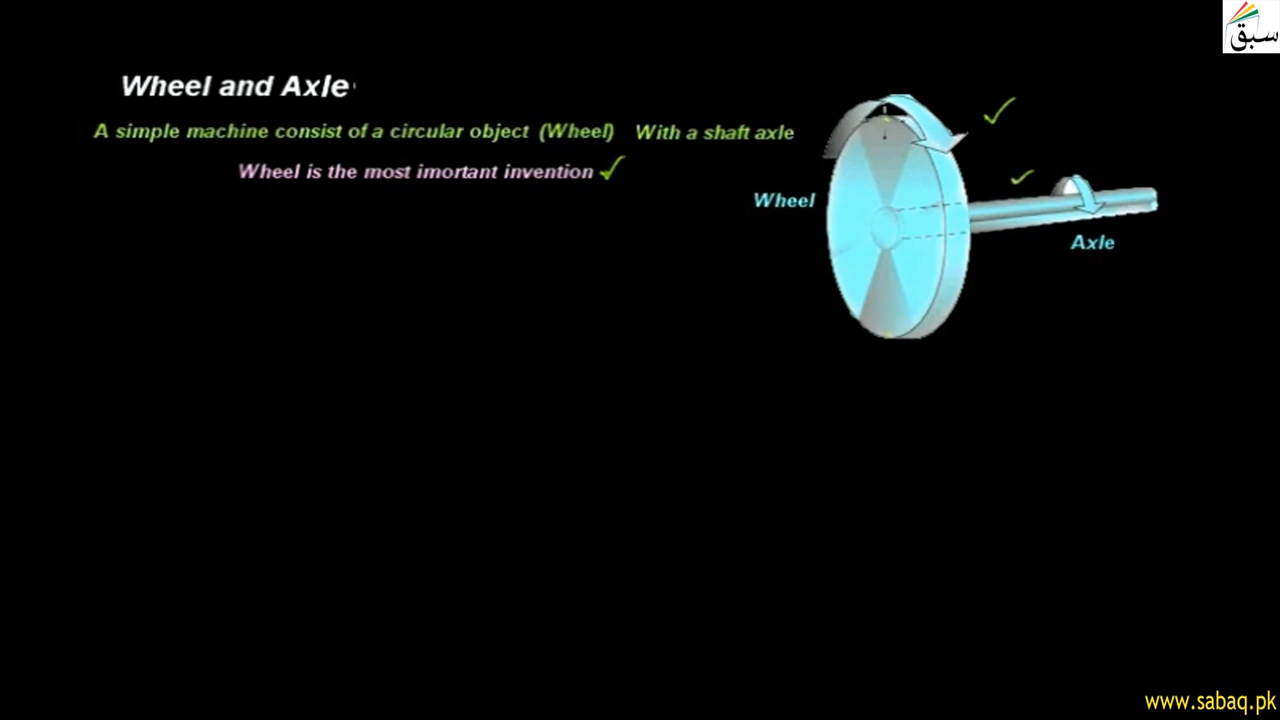 سبق
Wheel and Axle
A simple machine consist of a circular object (Wheel) With a shaft axle
Wheel is the most imortant invention
Wheel
Axle
www.sabaq.pk